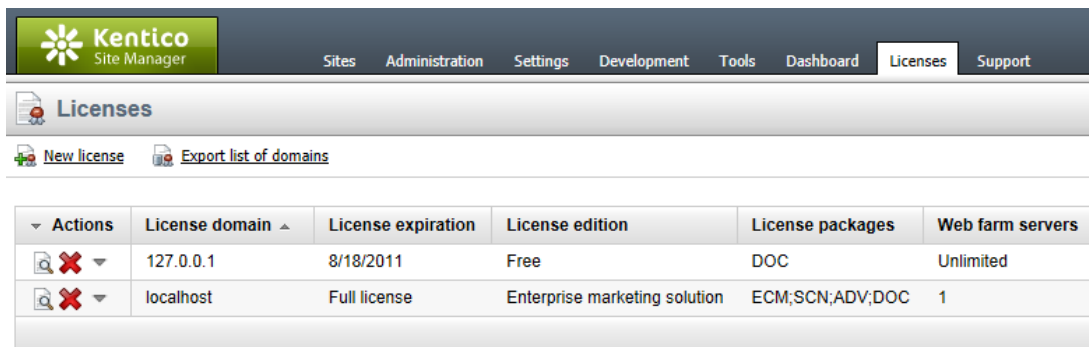 Kentico
Site Manager
Sites Administration Settings Development Tools Dashboard Licenses Support
Licenses
New license Export list of domains
Actions License domain License expiration License edition License packages Web farm servers
127.0.0.1 8/18/2011 Free DOC Unlimited
localhost Full license Enterprise marketing solution ECM;SCN;ADV;DOC 1